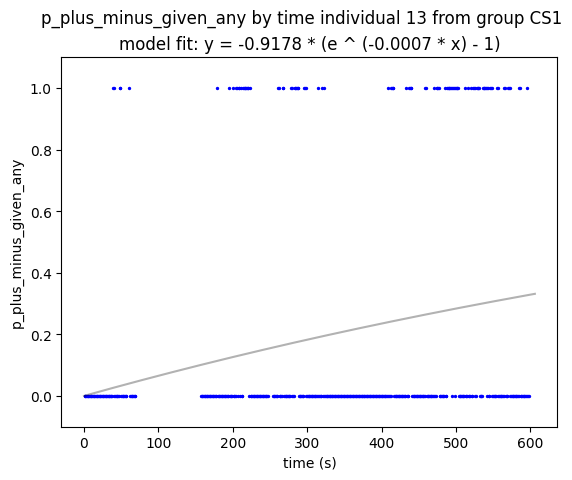 p_plus_minus_given_any by time individual 13 from group CS1
model fit: y = -0.9178 * (e ^ (-0.0007 * x) - 1)
1.0
0.8
0.6
0.4
0.2
0.0
p_plus_minus_given_any
0 100 200 300 400 500 600
time (s)